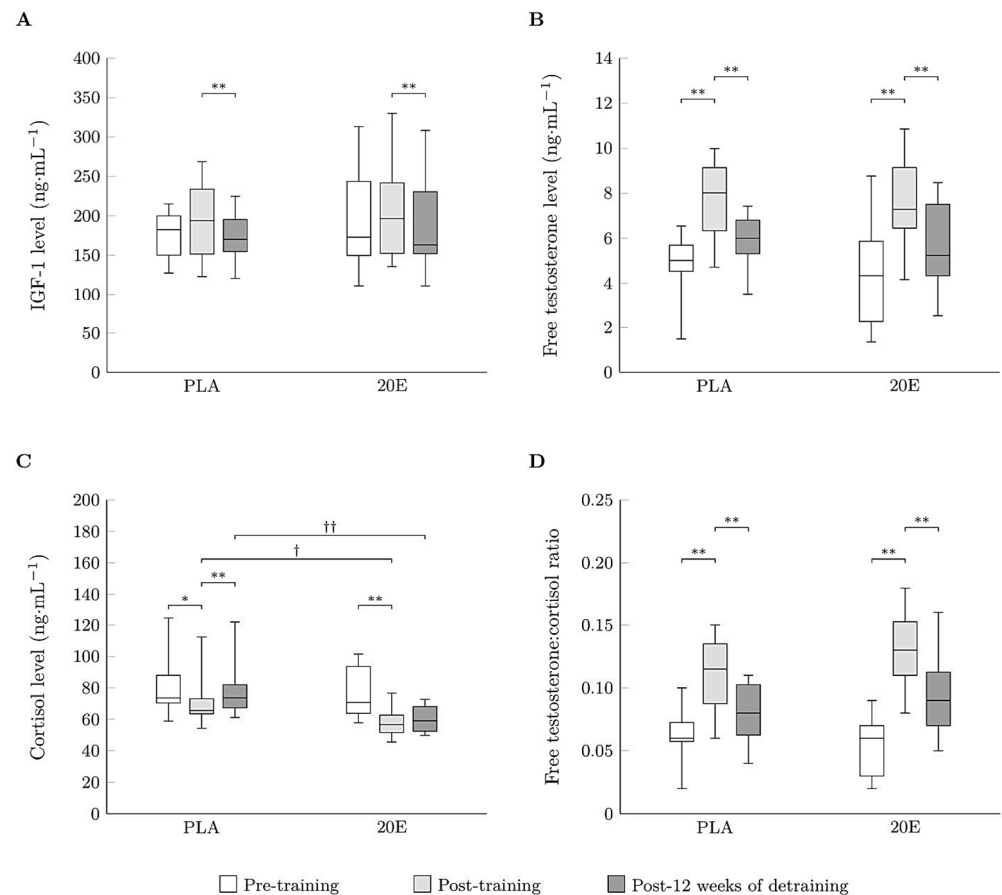 A
IGF-1 level (ng·mL−1)
400
350
300
250
200
150
100
50
0
**
**
PLA
20E
B
Free testosterone level (ng·mL−1)
14
12
10
8
6
4
2
0
**
**
**
**
PLA
20E
C
Cortisol level (ng·mL−1)
200
180
160
140
120
100
80
60
40
20
0
††
†
**
*
**
PLA
20E
D
Free testosterone:cortisol ratio
0.25
0.20
0.15
0.10
0.05
0
**
**
**
**
PLA
20E
Pre-training Post-training Post-12 weeks of detraining